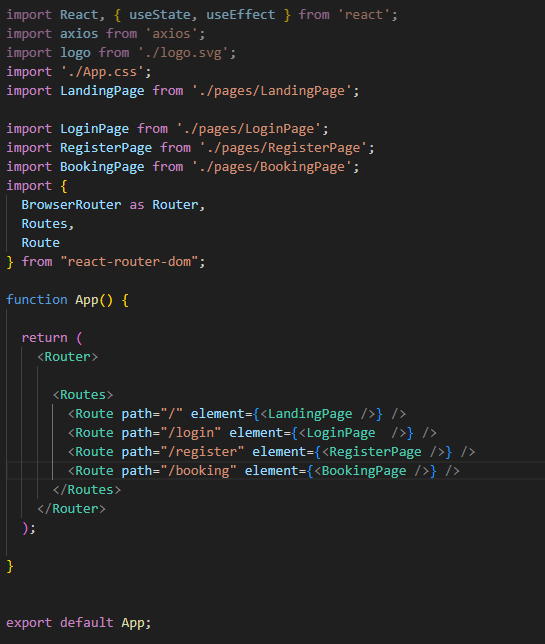 import React, { useState, useEffect } from 'react';
import axios from 'axios';
import logo from './logo.svg';
import './App.css';
import LandingPage from './pages/LandingPage';

import LoginPage from './pages/LoginPage';
import RegisterPage from './pages/RegisterPage';
import BookingPage from './pages/BookingPage';
import {
  BrowserRouter as Router,
  Routes,
  Route
} from "react-router-dom";

function App() {

  return (
    <Router>

      <Routes>
        <Route path="/" element={<LandingPage />} />
        <Route path="/login" element={<LoginPage  />} />
        <Route path="/register" element={<RegisterPage />} />
        <Route path="/booking" element={<BookingPage />} />
      </Routes>
    </Router>
  );

}


export default App;